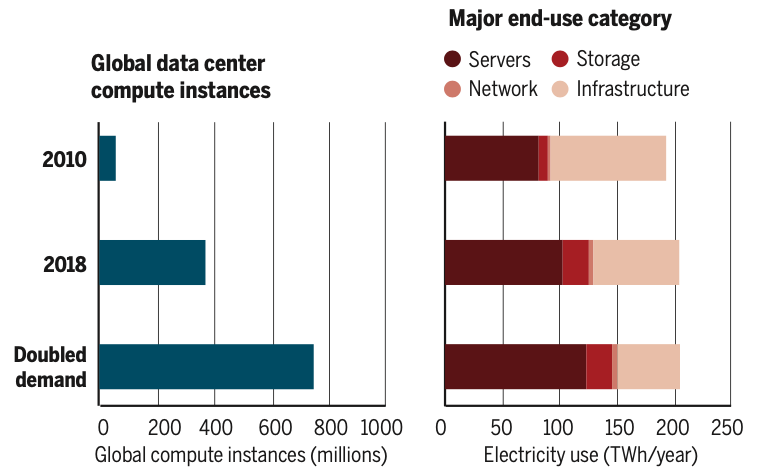 Major end-use category
Servers
Storage
Network
Infrastructure
Global data center
compute instances
2010
2018
Doubled
demand
0 200 400 600 800 1000
Global compute instances (millions)
0 50 100 150 200 250
Electricity use (TWh/year)